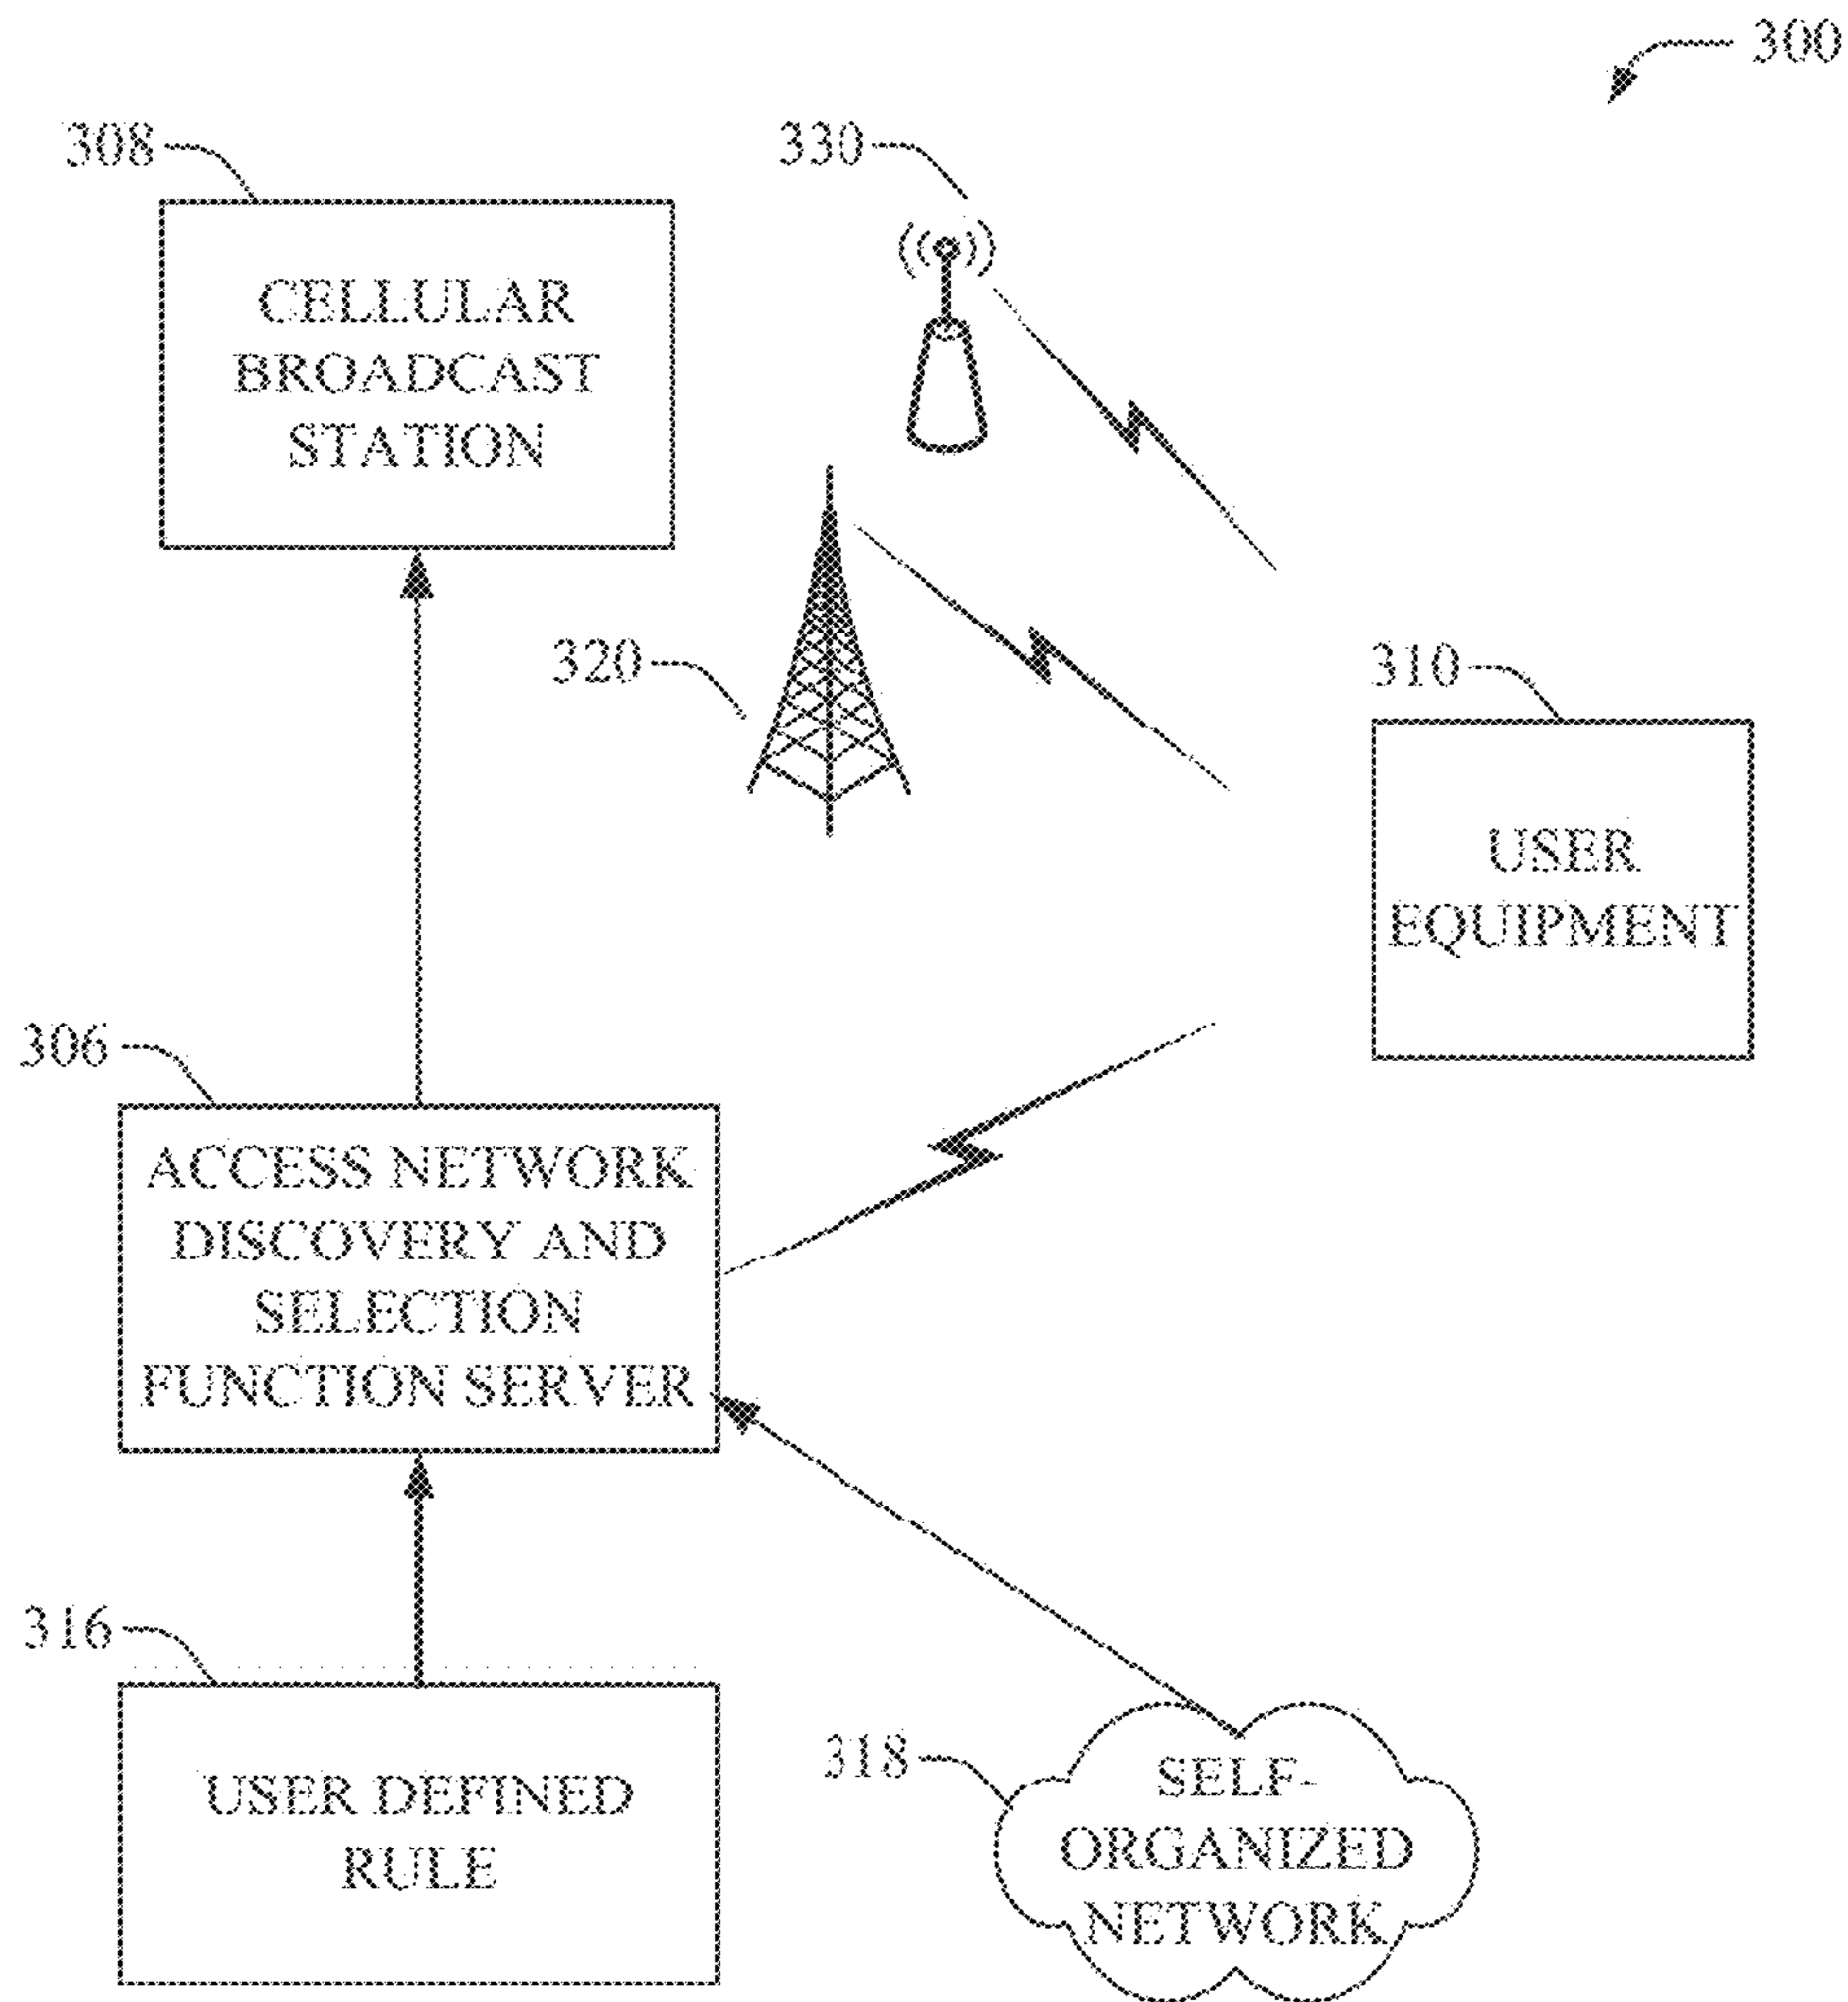 300
308
330
CELLULAR
BROADCAST
STATION
320
310
USER
EQUIPMENT
306
ACCESS NETWORK
DISCOVERY AND
SELECTION
FUNCTION SERVER
316
USER DEFINED
RULE
318
SELF-
ORGANIZED
NETWORK